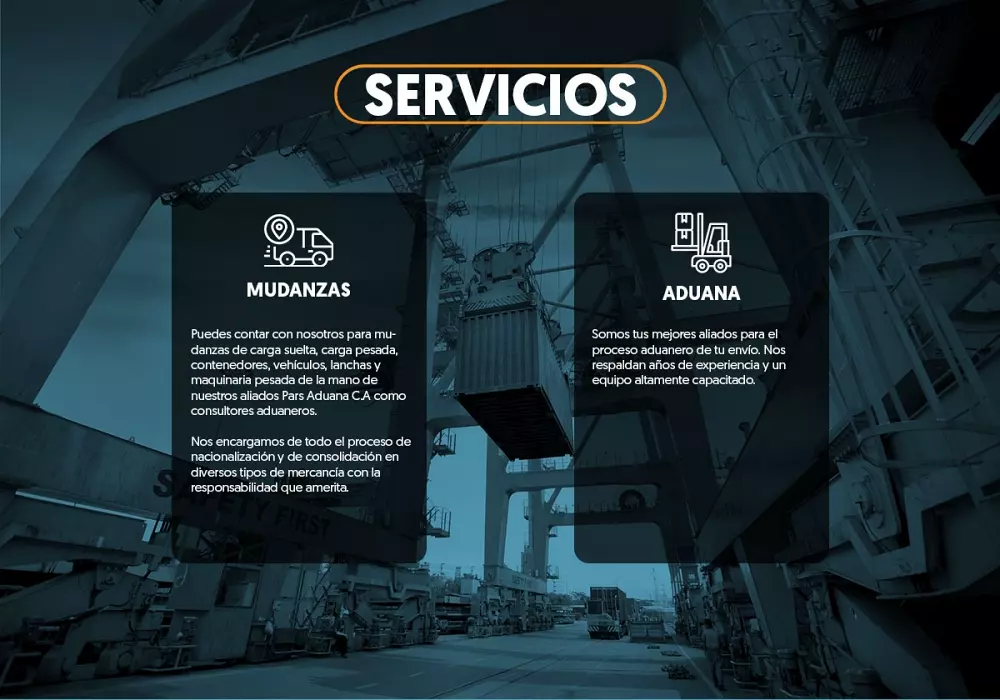 SERVICIOS
MUDANZAS
Puedes contar con nosotros para mu-
danzas de carga suelta, carga pesada,
contenedores, vehículos, lanchas y
maquinaria pesada de la mano de
nuestros aliados Pars Aduana C.A como
consultores aduaneros.
Nos encargamos de todo el proceso de
nacionalización y de consolidación en
diversos tipos de mercancía con la
responsabilidad que amerita.
ADUANA
Somos tus mejores aliados para el
proceso aduanero de tu envío. Nos
respaldan años de experiencia y un
equipo altamente capacitado.
SAFETY FIRST